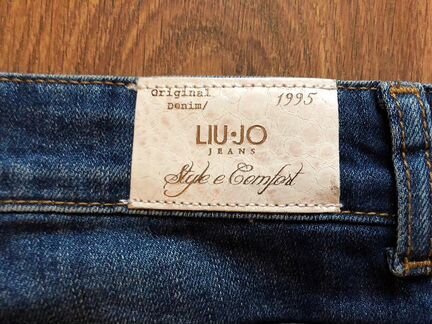 Original 1995
Denim/
LIU·JO
JEANS
Style e Comfort